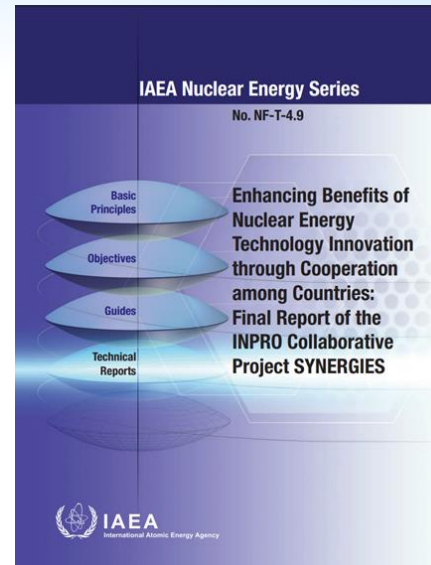 IAEA Nuclear Energy Series
No. NF-T-4.9
Basic
Principles
Objectives
Guides
Technical
Reports
Enhancing Benefits of
Nuclear Energy
Technology Innovation
through Cooperation
among Countries:
Final Report of the
INPRO Collaborative
Project SYNERGIES
IAEA
International Atomic Energy Agency